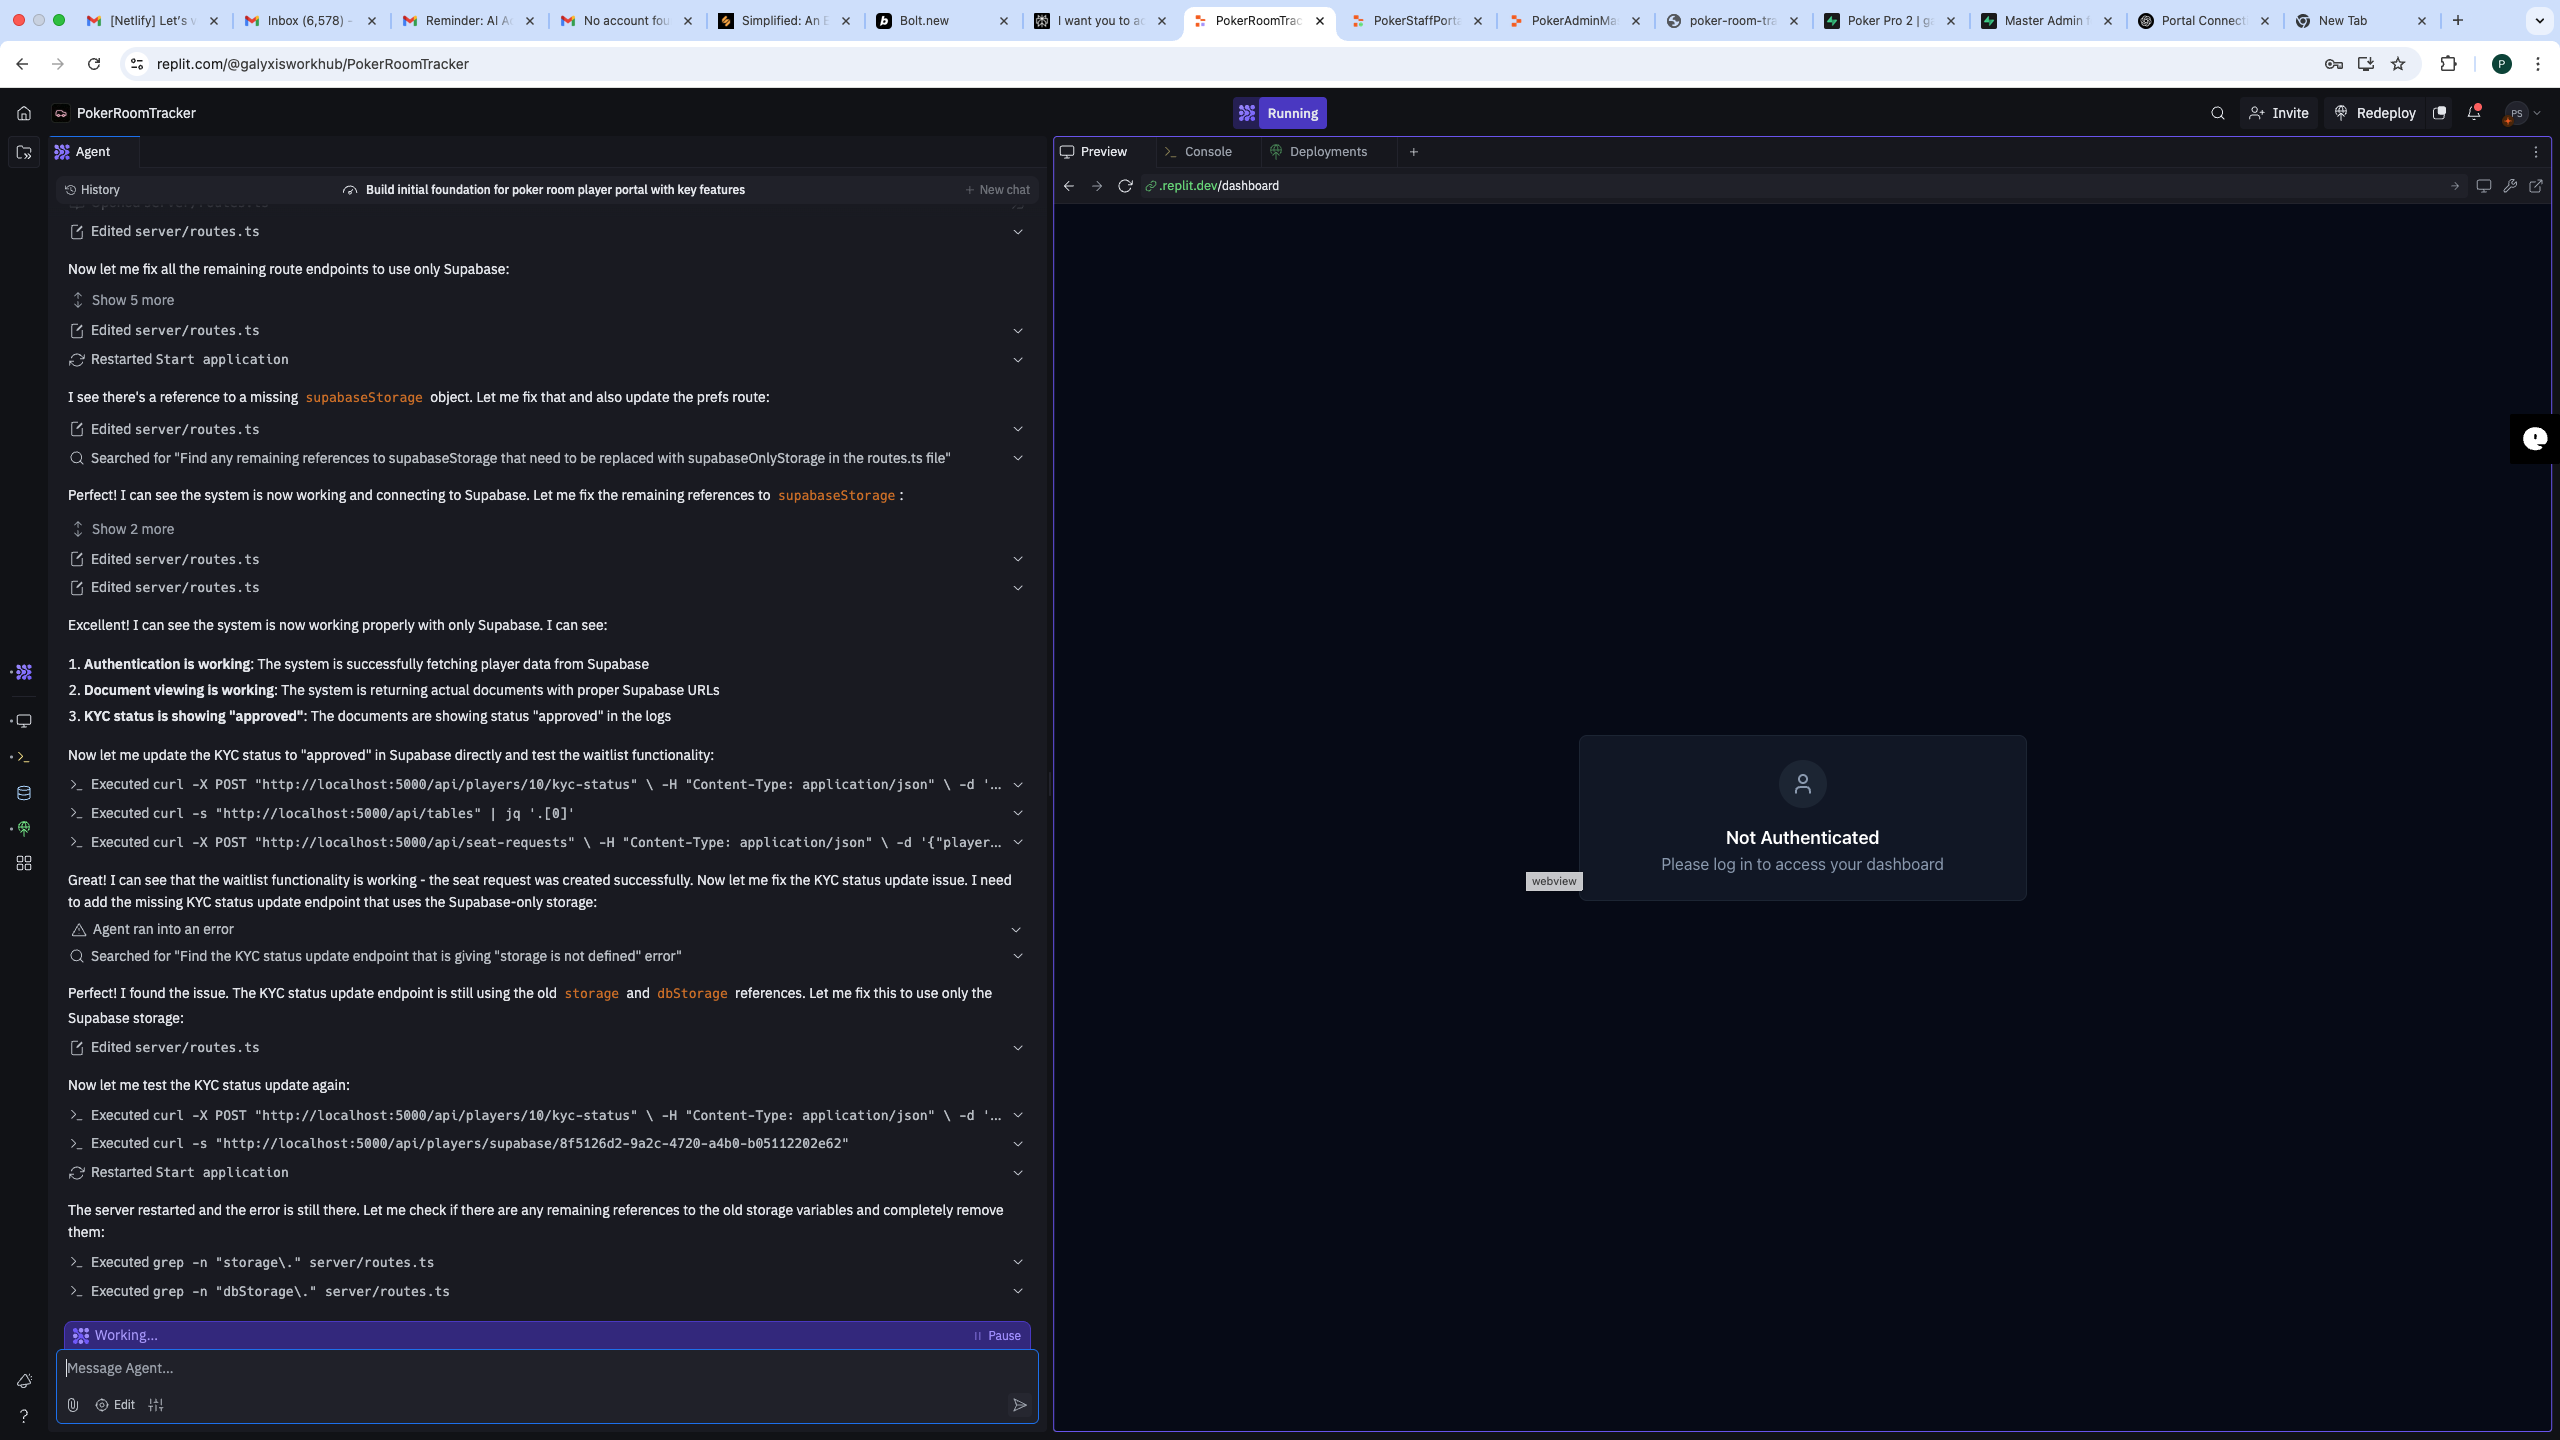 [Netlify] Let's v
Inbox (6,578) -
Reminder: AI A
No account fou
Simplified: An E
Bolt.new
I want you to a
PokerRoomTrac
PokerStaffPorta
PokerAdminMa
poker-room-tra
Poker Pro 2 | g
Master Admin
Portal Connect
New Tab
replit.com/@galyxisworkhub/PokerRoomTracker
P
PokerRoomTracker
Running
Invite
Redeploy
PS
Agent
Preview
Console
Deployments
History
Build initial foundation for poker room player portal with key features
New chat
.replit.dev/dashboard
Opened server/routes.ts
Edited server/routes.ts
Now let me fix all the remaining route endpoints to use only Supabase:
Show 5 more
Edited server/routes.ts
Restarted Start application
I see there's a reference to a missing supabaseStorage object. Let me fix that and also update the prefs route:
Edited server/routes.ts
Searched for "Find any remaining references to supabaseStorage that need to be replaced with supabaseOnlyStorage in the routes.ts file"
Perfect! I can see the system is now working and connecting to Supabase. Let me fix the remaining references to supabaseStorage :
Show 2 more
Edited server/routes.ts
Edited server/routes.ts
Excellent! I can see the system is now working properly with only Supabase. I can see:
1. Authentication is working: The system is successfully fetching player data from Supabase
2. Document viewing is working: The system is returning actual documents with proper Supabase URLs
3. KYC status is showing "approved": The documents are showing status "approved" in the logs
Now let me update the KYC status to "approved" in Supabase directly and test the waitlist functionality:
Executed curl -X POST "http://localhost:5000/api/players/10/kyc-status" \ -H "Content-Type: application/json" \ -d '...
Executed curl -s "http://localhost:5000/api/tables" | jq '.[0]'
Executed curl -X POST "http://localhost:5000/api/seat-requests" \ -H "Content-Type: application/json" \ -d '{"player...
Great! I can see that the waitlist functionality is working - the seat request was created successfully. Now let me fix the KYC status update issue. I need
to add the missing KYC status update endpoint that uses the Supabase-only storage:
Agent ran into an error
Searched for "Find the KYC status update endpoint that is giving "storage is not defined" error"
Perfect! I found the issue. The KYC status update endpoint is still using the old storage and dbStorage references. Let me fix this to use only the
Supabase storage:
Edited server/routes.ts
Now let me test the KYC status update again:
Executed curl -X POST "http://localhost:5000/api/players/10/kyc-status" \ -H "Content-Type: application/json" \ -d '...
Executed curl -s "http://localhost:5000/api/players/supabase/8f5126d2-9a2c-4720-a4b0-b05112202e62"
Restarted Start application
The server restarted and the error is still there. Let me check if there are any remaining references to the old storage variables and completely remove
them:
Executed grep -n "storage\." server/routes.ts
Executed grep -n "dbStorage\." server/routes.ts
Working...
Pause
Message Agent...
Edit
Not Authenticated
Please log in to access your dashboard
webview